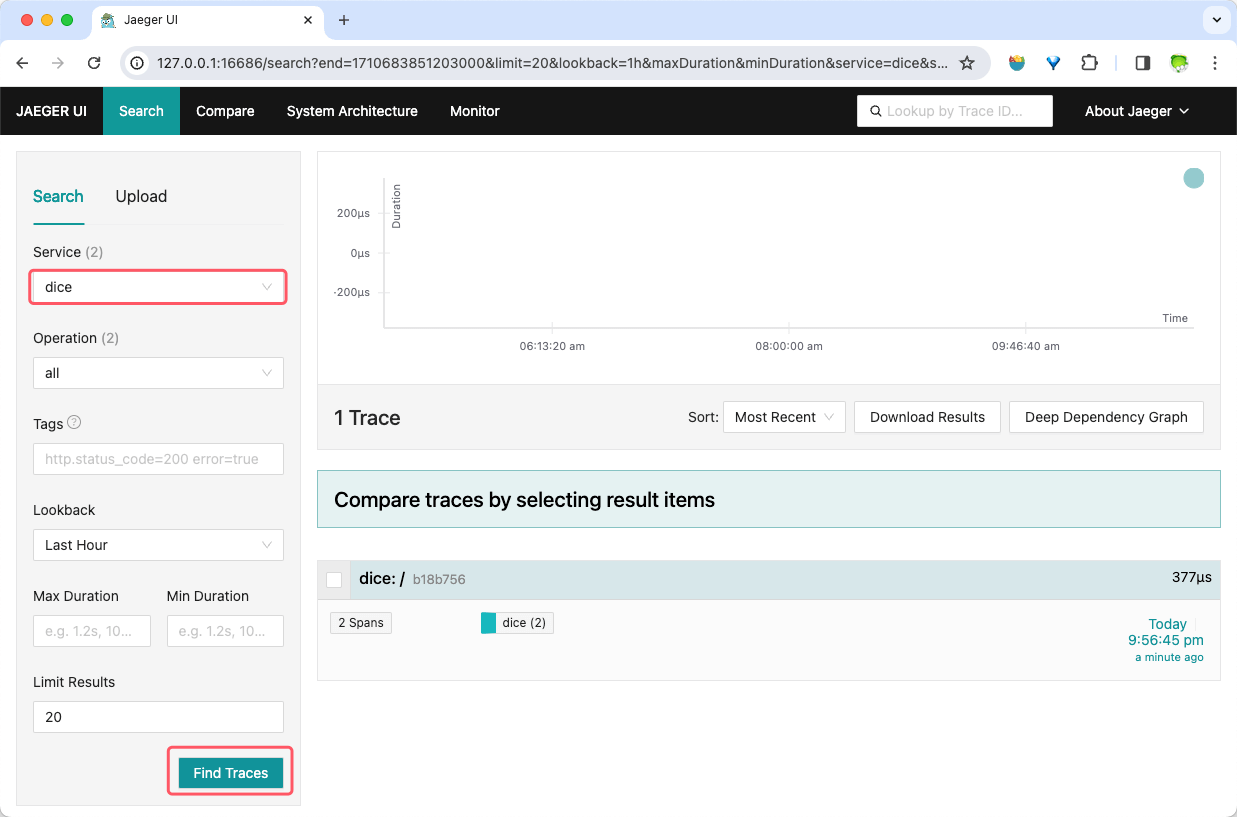 Jaeger UI
127.0.0.1:16686/search?end=1710683851203000&limit=20&lookback=1h&maxDuration&minDuration&service=dice&s...
JAEGER UI Search Compare System Architecture Monitor Lookup by Trace ID... About Jaeger
Search Upload
Service (2)
dice
Operation (2)
all
Tags
http.status_code=200 error=true
Lookback
Last Hour
Max Duration Min Duration
e.g. 1.2s, 10... e.g. 1.2s, 10...
Limit Results
20
Find Traces
Duration
200μs
0μs
-200μs
Time
06:13:20 am 08:00:00 am 09:46:40 am
1 Trace Sort: Most Recent Download Results Deep Dependency Graph
Compare traces by selecting result items
dice: / b18b756 377μs
2 Spans dice (2) Today
9:56:45 pm
a minute ago